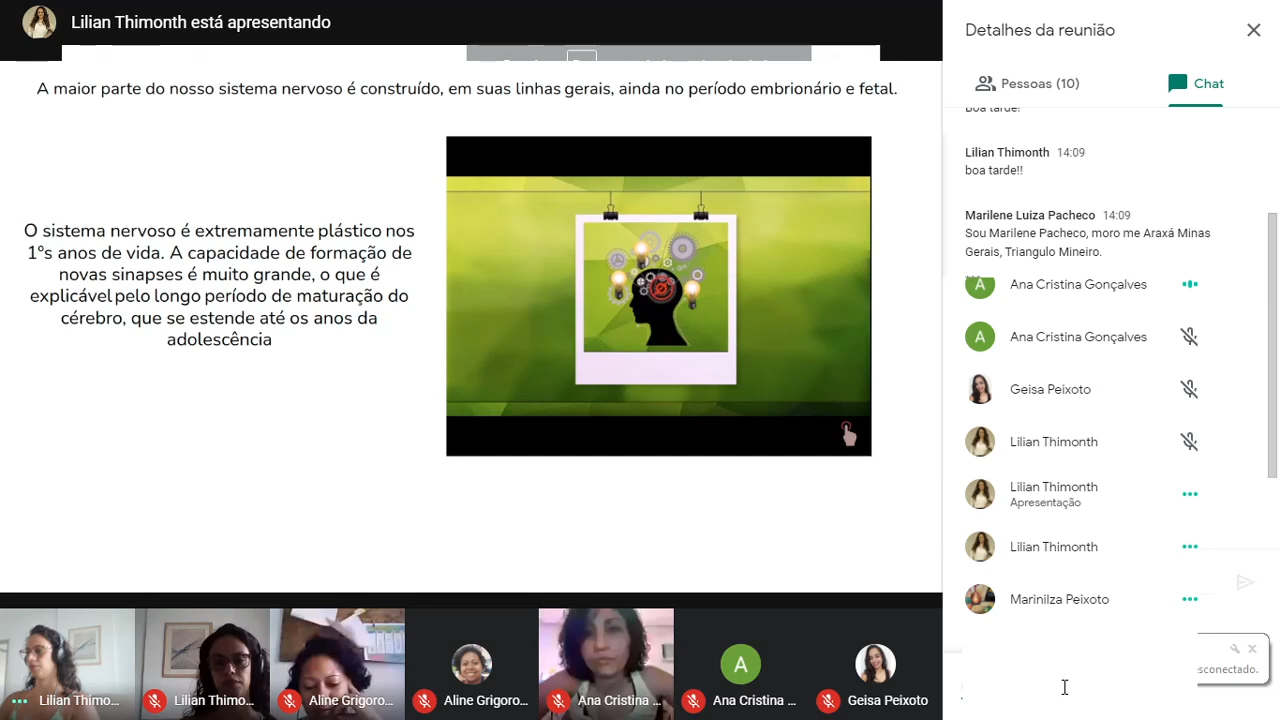 Lilian Thimonth está apresentando
A maior parte do nosso sistema nervoso é construído, em suas linhas gerais, ainda no período embrionário e fetal.
O sistema nervoso é extremamente plástico nos
1ºs anos de vida. A capacidade de formação de
novas sinapses é muito grande, o que é
explicável pelo longo período de maturação do
cérebro, que se estende até os anos da
adolescência
Lilian Thimo...
Lilian Thimo...
Aline Grigoro...
Aline Grigoro...
Ana Cristina ...
A
Ana Cristina ...
Geisa Peixoto
Detalhes da reunião
Pessoas (10)
Chat
Boa tarde!
Lilian Thimonth 14:09
boa tarde!!
Marilene Luiza Pacheco 14:09
Sou Marilene Pacheco, moro me Araxá Minas
Gerais, Triangulo Mineiro.
A Ana Cristina Gonçalves
A Ana Cristina Gonçalves
Geisa Peixoto
Lilian Thimonth
Lilian Thimonth
Apresentação
Lilian Thimonth
Marinilza Peixoto
esconectado.